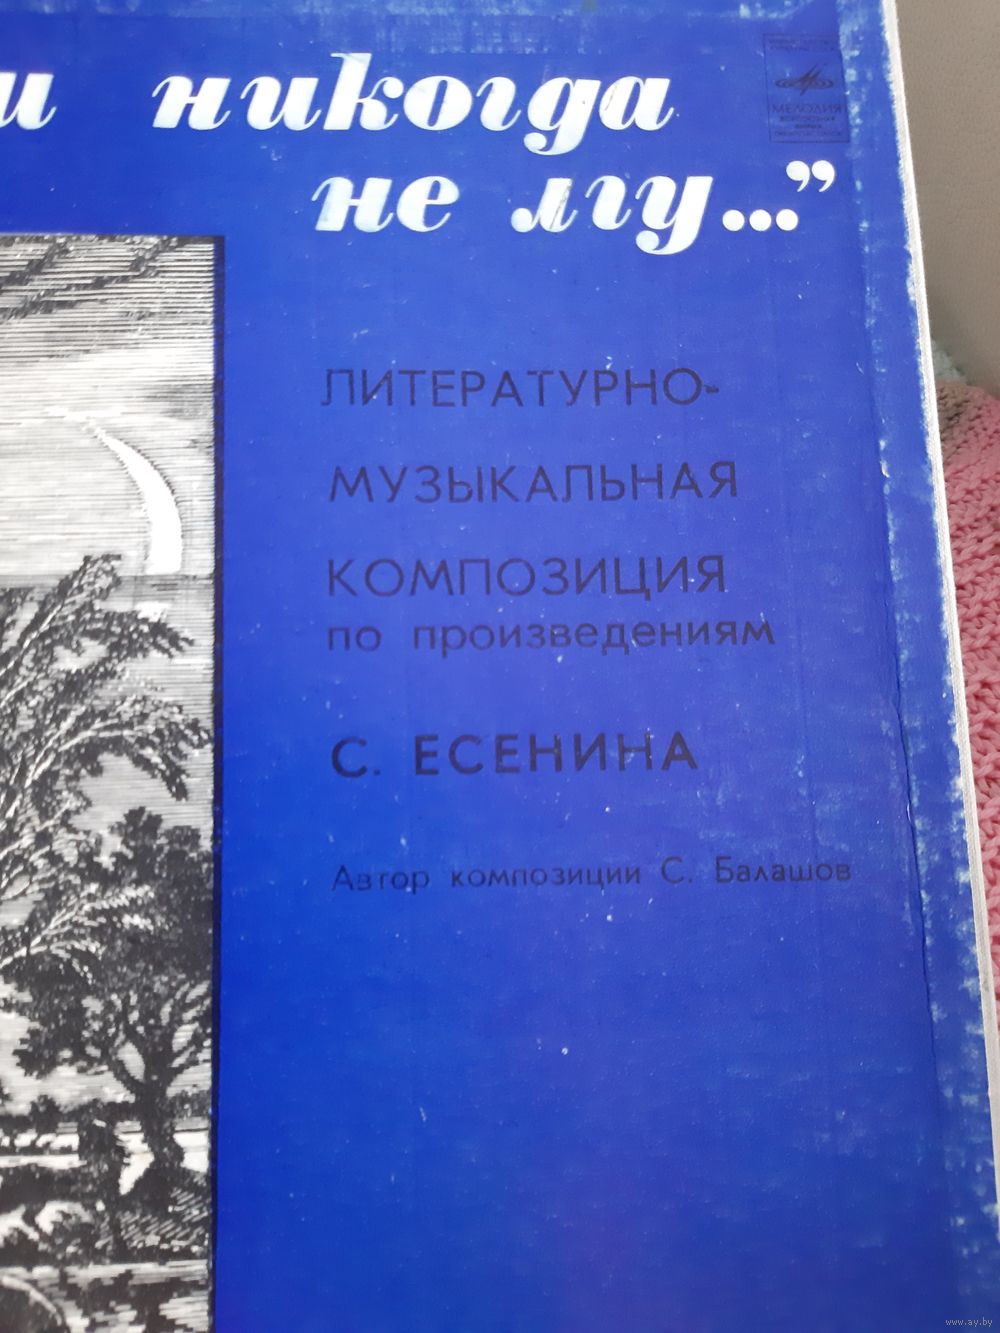 и никогда
не лгу..."
МЕЛОДИЯ
ЛИТЕРАТУРНО-
МУЗЫКАЛЬНАЯ
КОМПОЗИЦИЯ
по произведениям
С. ЕСЕНИНА
Автор композиции С. Балашов
www.ay.by